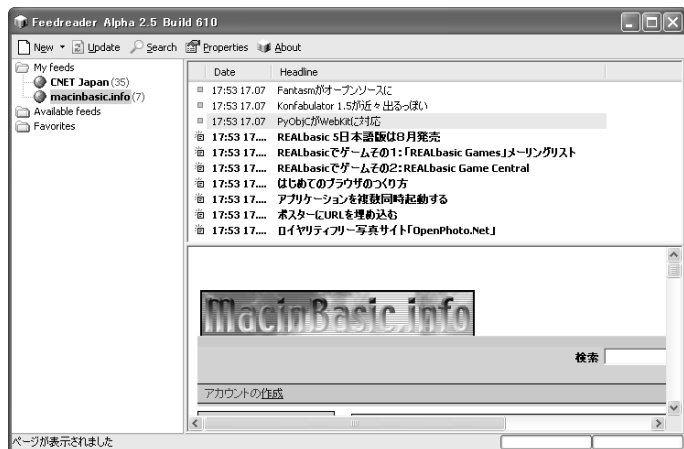 Feedreader Alpha 2.5 Build 610
New Update Search Properties About
My feeds
CNET Japan (35)
macinbasic.info (7)
Available feeds
Favorites
Date Headline
17:53 17.07 Fantasmがオープンソースに
17:53 17.07 Konfabulator 1.5が近々出るっぽい
17:53 17.07 PyObjCがWebKitに対応
17:53 17.... REALbasic 5日本語版は8月発売
17:53 17.... REALbasicでゲームその1：「REALbasic Games」メーリングリスト
17:53 17.... REALbasicでゲームその2：REALbasic Game Central
17:53 17.... はじめてのブラウザのつくり方
17:53 17.... アプリケーションを複数同時起動する
17:53 17.... ポスターにURLを埋め込む
17:53 17.... ロイヤリティフリー写真サイト「OpenPhoto.Net」
MacinBasic.info
検索
アカウントの作成
ページが表示されました